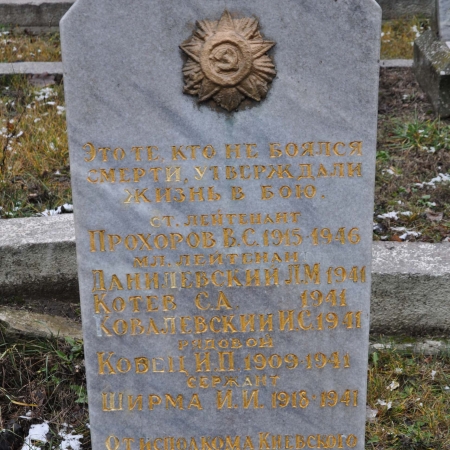 ЭТО ТЕ, КТО НЕ БОЯЛСЯ
СМЕРТИ, УТВЕРЖДАЛИ
ЖИЗНЬ В БОЮ.
СТ. ЛЕЙТЕНАНТ
ПРОХОРОВ В.С. 1915-1946
МЛ. ЛЕЙТЕНАН
ДАНИЛЕВСКИЙ Л.М 1941
КОТЕВ С.А 1941
КОВАЛЕВСКИЙ И С 1941
РЯДОВОЙ
КОВЕЦ И.П 1909-1941
СЕРЖАНТ
ШИРМА И.И. 1918-1941
ОТ ИСПОЛКОМА КИЕВСКОГО